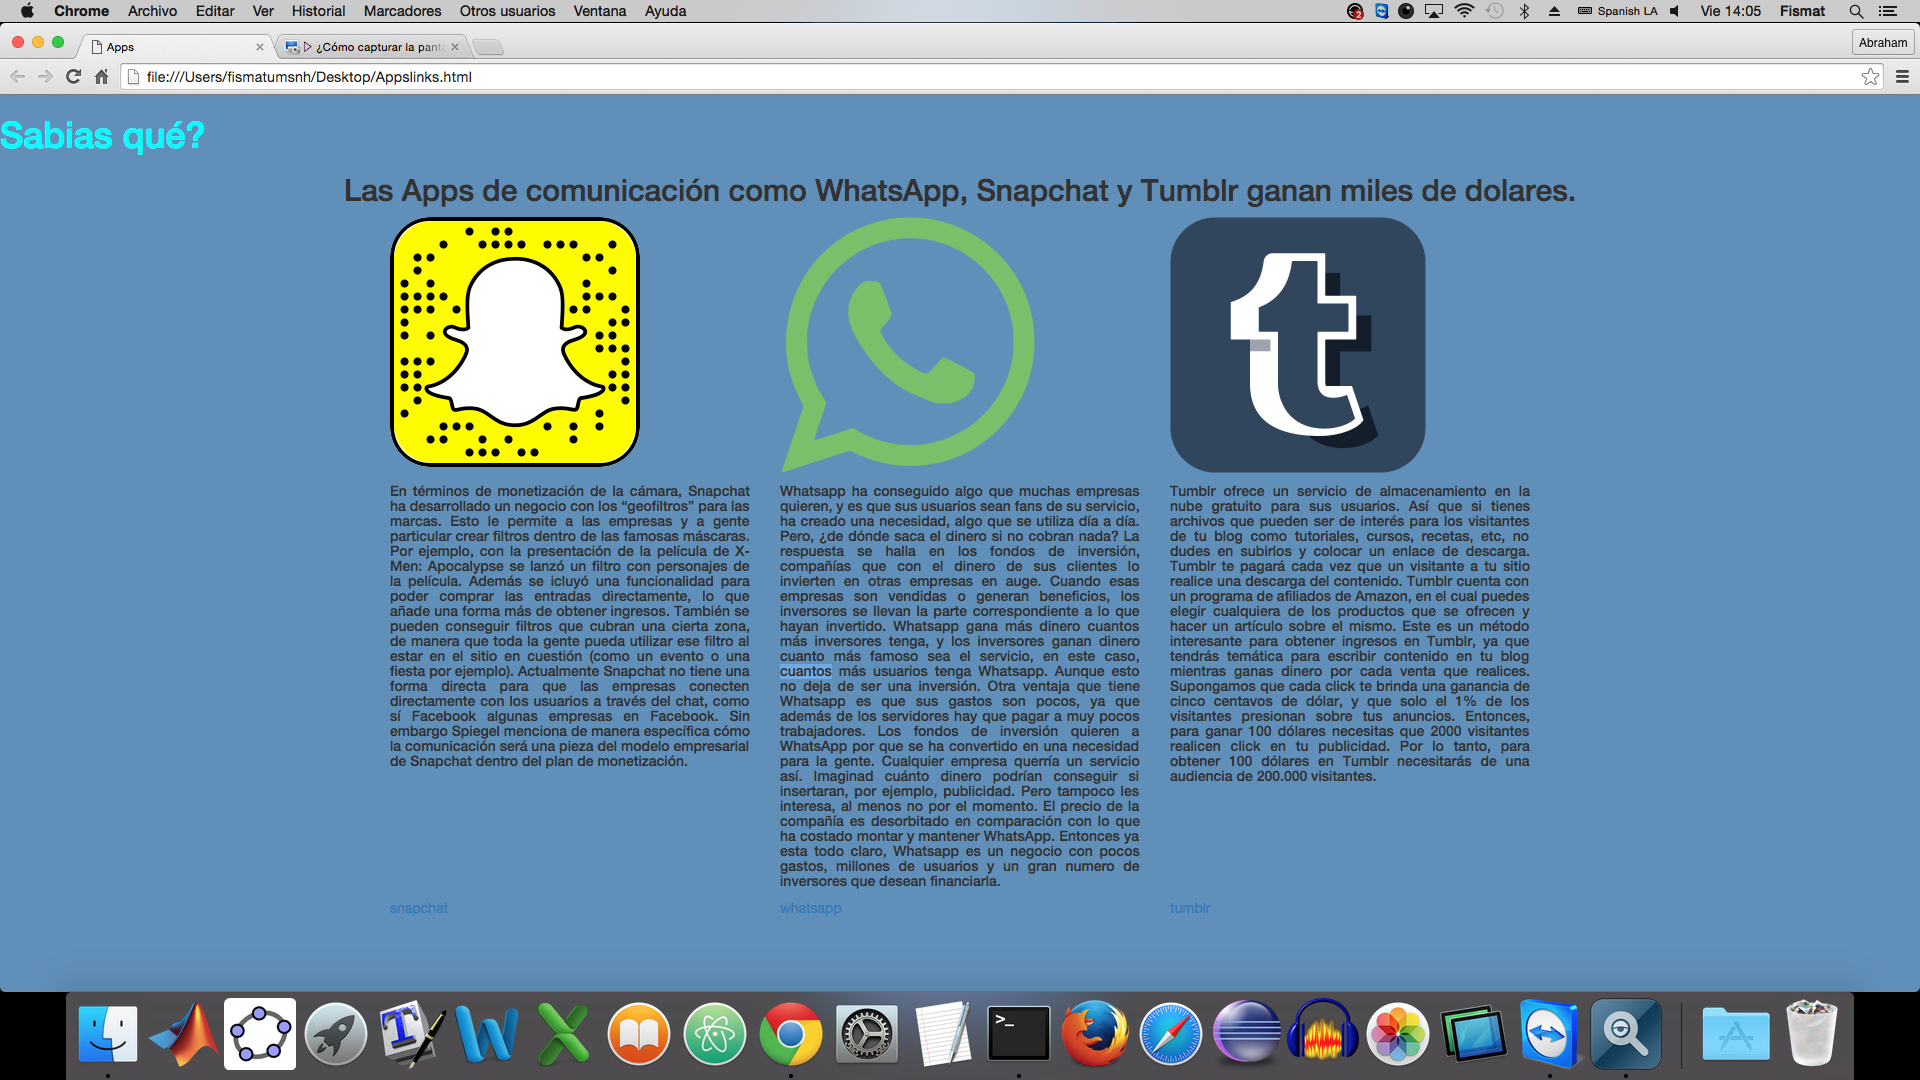 Chrome Archivo Editar Ver Historial Marcadores Otros usuarios Ventana Ayuda Spanish LA Vie 14:05 Fismat
Apps ¿Cómo capturar la pant Abraham
file:///Users/fismatumsnh/Desktop/Appslinks.html
Sabias qué?
Las Apps de comunicación como WhatsApp, Snapchat y Tumblr ganan miles de dolares.
t
En términos de monetización de la cámara, Snapchat
ha desarrollado un negocio con los “geofiltros” para las
marcas. Esto le permite a las empresas y a gente
particular crear filtros dentro de las famosas máscaras.
Por ejemplo, con la presentación de la película de X-
Men: Apocalypse se lanzó un filtro con personajes de
la película. Además se icluyó una funcionalidad para
poder comprar las entradas directamente, lo que
añade una forma más de obtener ingresos. También se
pueden conseguir filtros que cubran una cierta zona,
de manera que toda la gente pueda utilizar ese filtro al
estar en el sitio en cuestión (como un evento o una
fiesta por ejemplo). Actualmente Snapchat no tiene una
forma directa para que las empresas conecten
directamente con los usuarios a través del chat, como
sí Facebook algunas empresas en Facebook. Sin
embargo Spiegel menciona de manera específica cómo
la comunicación será una pieza del modelo empresarial
de Snapchat dentro del plan de monetización.
snapchat
Whatsapp ha conseguido algo que muchas empresas
quieren, y es que sus usuarios sean fans de su servicio,
ha creado una necesidad, algo que se utiliza día a día.
Pero, ¿de dónde saca el dinero si no cobran nada? La
respuesta se halla en los fondos de inversión,
compañías que con el dinero de sus clientes lo
invierten en otras empresas en auge. Cuando esas
empresas son vendidas o generan beneficios, los
inversores se llevan la parte correspondiente a lo que
hayan invertido. Whatsapp gana más dinero cuantos
más inversores tenga, y los inversores ganan dinero
cuanto más famoso sea el servicio, en este caso,
cuantos más usuarios tenga Whatsapp. Aunque esto
no deja de ser una inversión. Otra ventaja que tiene
Whatsapp es que sus gastos son pocos, ya que
además de los servidores hay que pagar a muy pocos
trabajadores. Los fondos de inversión quieren a
WhatsApp por que se ha convertido en una necesidad
para la gente. Cualquier empresa querría un servicio
así. Imaginad cuánto dinero podrían conseguir si
insertaran, por ejemplo, publicidad. Pero tampoco les
interesa, al menos no por el momento. El precio de la
compañía es desorbitado en comparación con lo que
ha costado montar y mantener WhatsApp. Entonces ya
esta todo claro, Whatsapp es un negocio con pocos
gastos, millones de usuarios y un gran numero de
inversores que desean financiarla.
whatsapp
Tumblr ofrece un servicio de almacenamiento en la
nube gratuito para sus usuarios. Así que si tienes
archivos que pueden ser de interés para los visitantes
de tu blog como tutoriales, cursos, recetas, etc, no
dudes en subirlos y colocar un enlace de descarga.
Tumblr te pagará cada vez que un visitante a tu sitio
realice una descarga del contenido. Tumblr cuenta con
un programa de afiliados de Amazon, en el cual puedes
elegir cualquiera de los productos que se ofrecen y
hacer un artículo sobre el mismo. Este es un método
interesante para obtener ingresos en Tumblr, ya que
tendrás temática para escribir contenido en tu blog
mientras ganas dinero por cada venta que realices.
Supongamos que cada click te brinda una ganancia de
cinco centavos de dólar, y que solo el 1% de los
visitantes presionan sobre tus anuncios. Entonces,
para ganar 100 dólares necesitas que 2000 visitantes
realicen click en tu publicidad. Por lo tanto, para
obtener 100 dólares en Tumblr necesitarás de una
audiencia de 200.000 visitantes.
tumblr